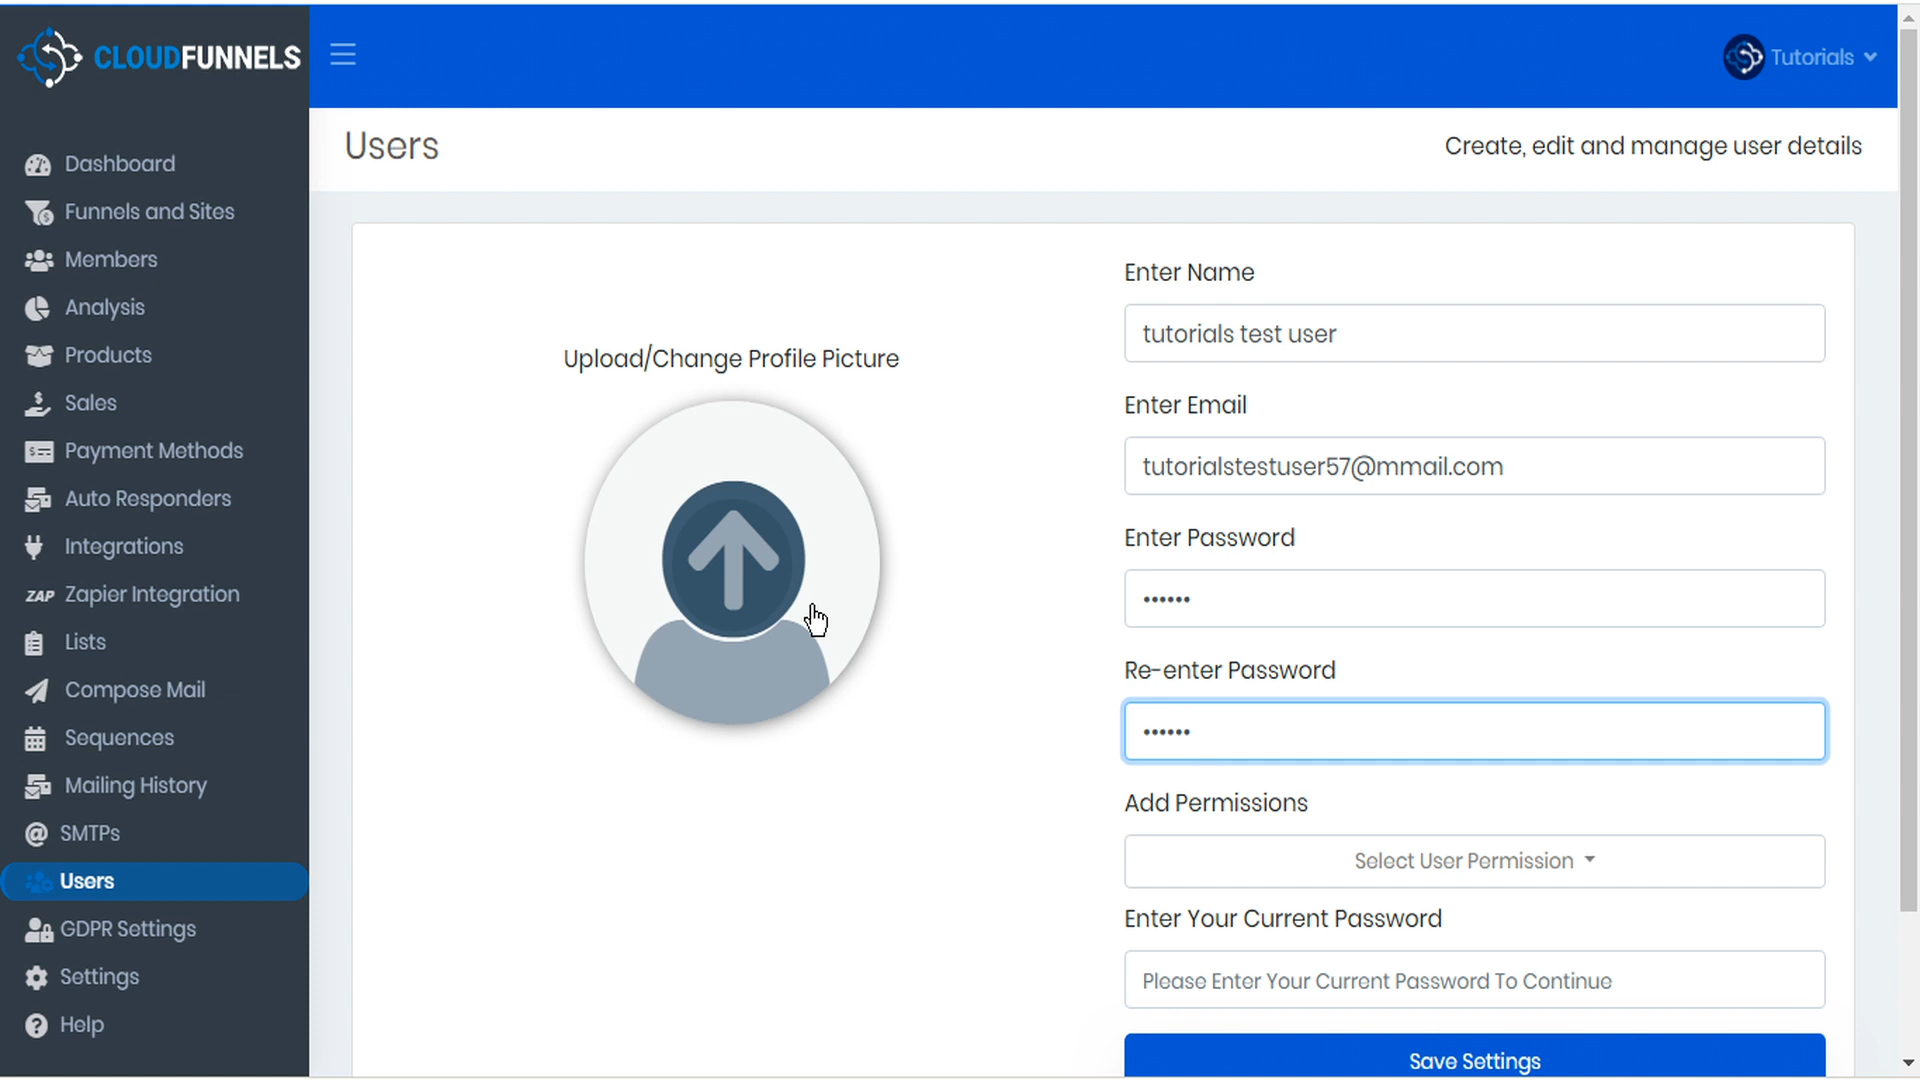 CLOUDFUNNELS
Tutorials
Users
Create, edit and manage user details
Dashboard
Funnels and Sites
Members
Analysis
Products
Sales
Payment Methods
Auto Responders
Integrations
ZAP Zapier Integration
Lists
Compose Mail
Sequences
Mailing History
SMTPs
Users
GDPR Settings
Settings
Help
Upload/Change Profile Picture
Enter Name
tutorials test user
Enter Email
tutorialstestuser57@mmail.com
Enter Password
••••••
Re-enter Password
••••••
Add Permissions
Select User Permission
Enter Your Current Password
Please Enter Your Current Password To Continue
Save Settings